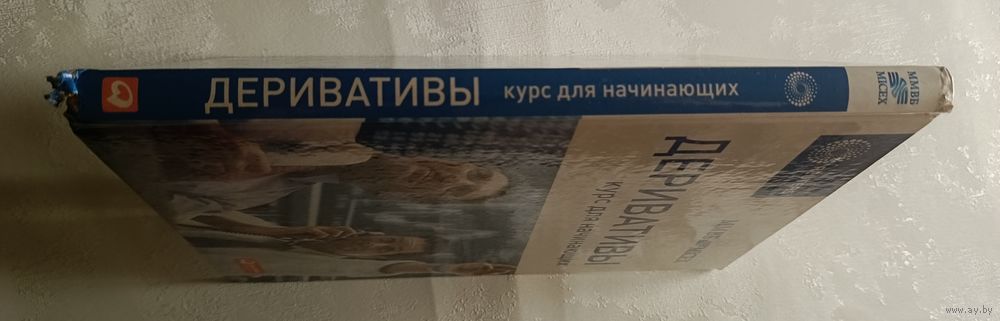 ДЕРИВАТИВЫ курс для начинающих
ММВБ
MICEX
ДЕРИВАТИВЫ
курс для начинающих
www.ay.by